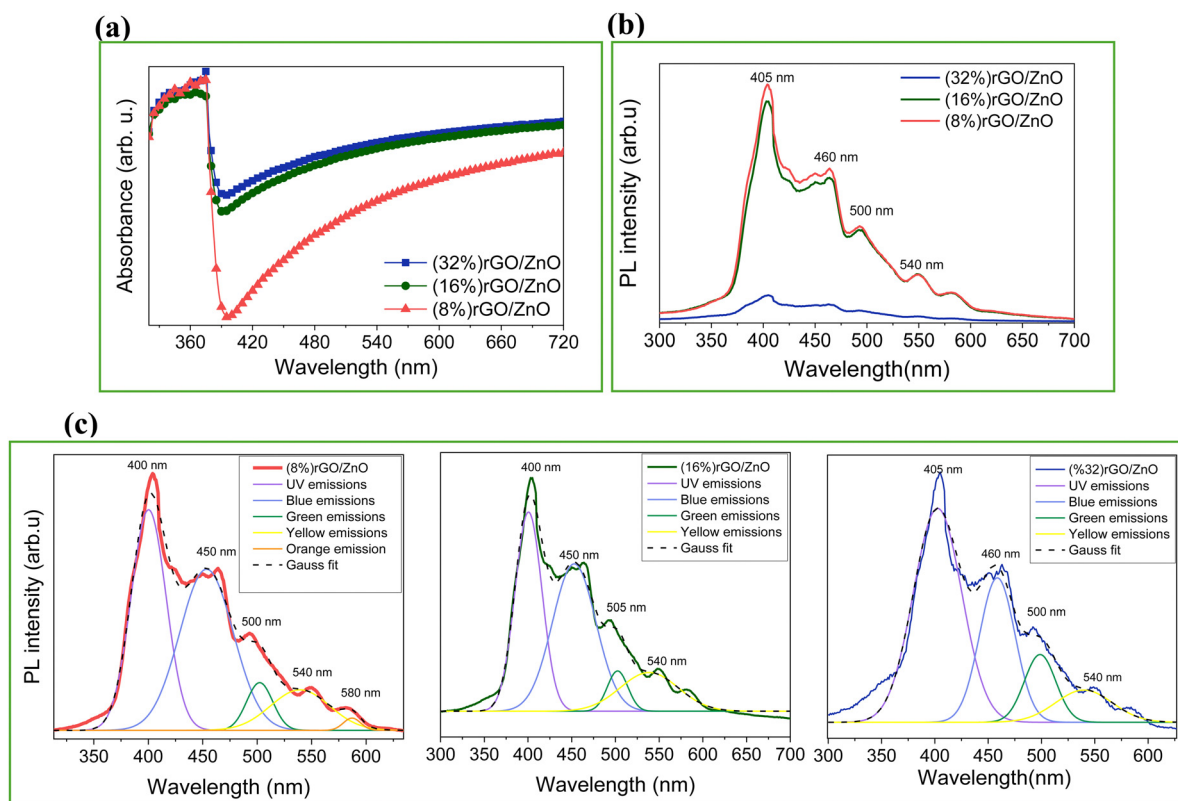 (a)
Absorbance (arb. u.)
(32%)rGO/ZnO
(16%)rGO/ZnO
(8%)rGO/ZnO
360 420 480 540 600 660 720
Wavelength (nm)
(b)
PL intensity (arb.u)
405 nm
460 nm
500 nm
540 nm
(32%)rGO/ZnO
(16%)rGO/ZnO
(8%)rGO/ZnO
300 350 400 450 500 550 600 650 700
Wavelength(nm)
(c)
PL intensity (arb.u)
400 nm
450 nm
500 nm
540 nm
580 nm
(8%)rGO/ZnO
UV emissions
Blue emissions
Green emissions
Yellow emissions
Orange emission
Gauss fit
350 400 450 500 550 600
Wavelength (nm)
400 nm
450 nm
505 nm
540 nm
(16%)rGO/ZnO
UV emissions
Blue emissions
Green emissions
Yellow emissions
Gauss fit
300 350 400 450 500 550 600 650 700
Wavelength (nm)
405 nm
460 nm
500 nm
540 nm
(%32)rGO/ZnO
UV emissions
Blue emissions
Green emissions
Yellow emissions
Gauss fit
300 350 400 450 500 550 600
Wavelength(nm)